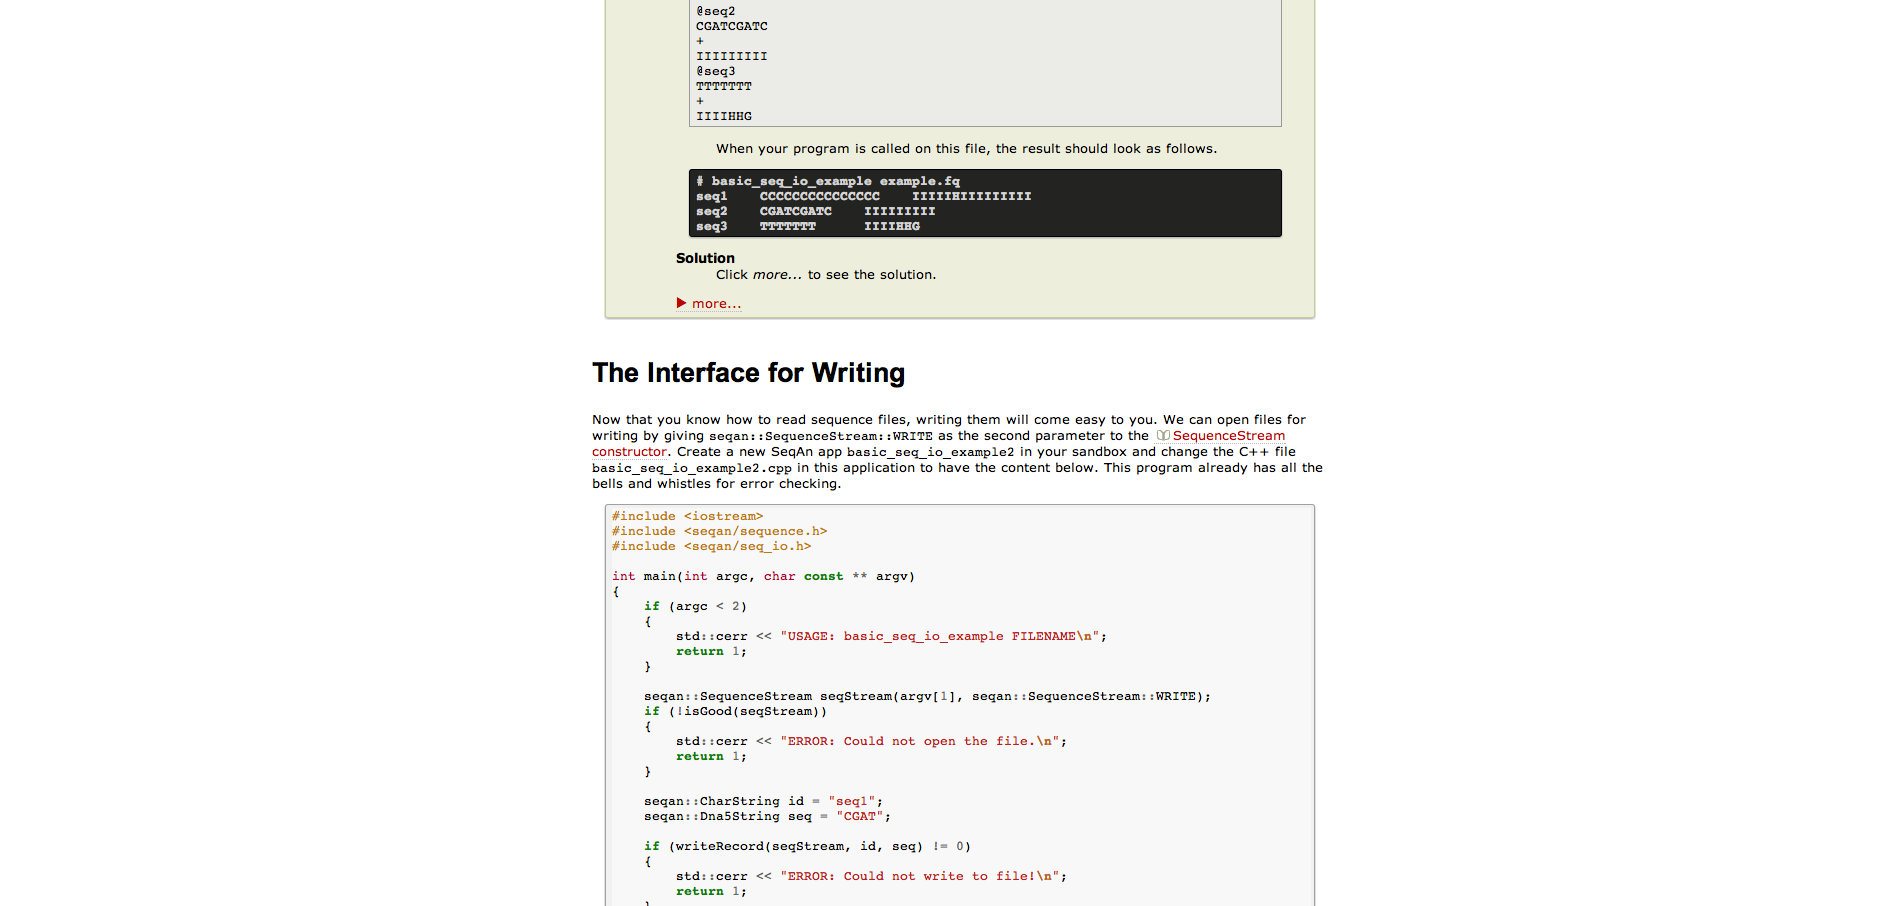 @seq2
CGATCGATC
+
IIIIIIIII
@seq3
TTTTTTT
+
IIIIHHG
When your program is called on this file, the result should look as follows.
# basic_seq_io_example example.fq
seq1    CCCCCCCCCCCCCCC    IIIIIHIIIIIIIII
seq2    CGATCGATC    IIIIIIIII
seq3    TTTTTTT      IIIIHHG
Solution
Click more... to see the solution.
▶ more...
The Interface for Writing
Now that you know how to read sequence files, writing them will come easy to you. We can open files for
writing by giving seqan::SequenceStream::WRITE as the second parameter to the SequenceStream
constructor. Create a new SeqAn app basic_seq_io_example2 in your sandbox and change the C++ file
basic_seq_io_example2.cpp in this application to have the content below. This program already has all the
bells and whistles for error checking.
#include <iostream>
#include <seqan/sequence.h>
#include <seqan/seq_io.h>
int main(int argc, char const ** argv)
{
    if (argc < 2)
    {
        std::cerr << "USAGE: basic_seq_io_example FILENAME\n";
        return 1;
    }
    seqan::SequenceStream seqStream(argv[1], seqan::SequenceStream::WRITE);
    if (!isGood(seqStream))
    {
        std::cerr << "ERROR: Could not open the file.\n";
        return 1;
    }
    seqan::CharString id = "seq1";
    seqan::Dna5String seq = "CGAT";
    if (writeRecord(seqStream, id, seq) != 0)
    {
        std::cerr << "ERROR: Could not write to file!\n";
        return 1;
    }